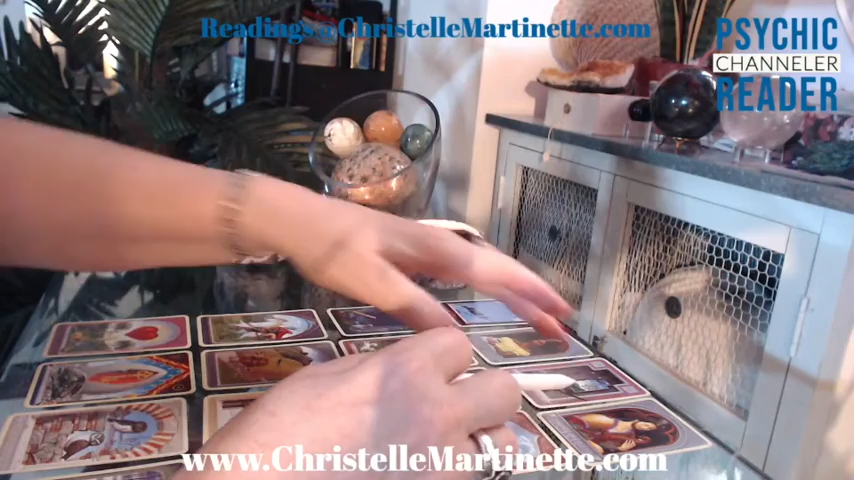 Readings@ChristelleMartinette.com
PSYCHIC
CHANNELER
READER
www.ChristelleMartinette.com